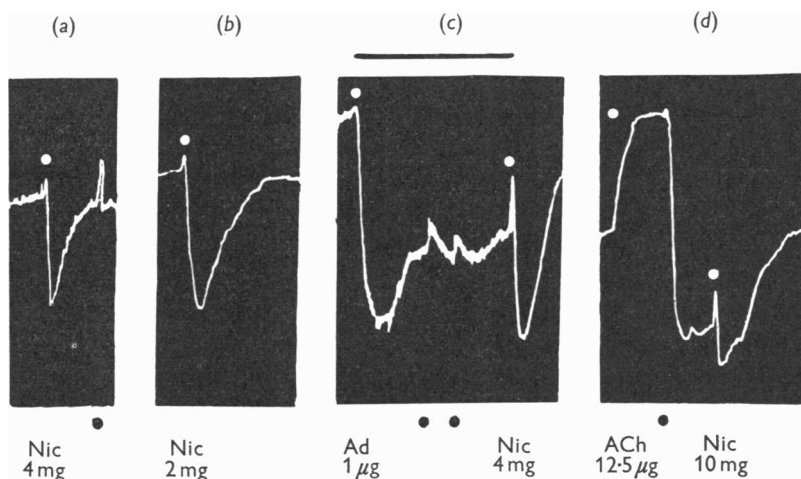 (a) (b) (c) (d)
Nic Nic Ad Nic ACh Nic
4 mg 2 mg 1 μg 4 mg 12·5 μg 10 mg